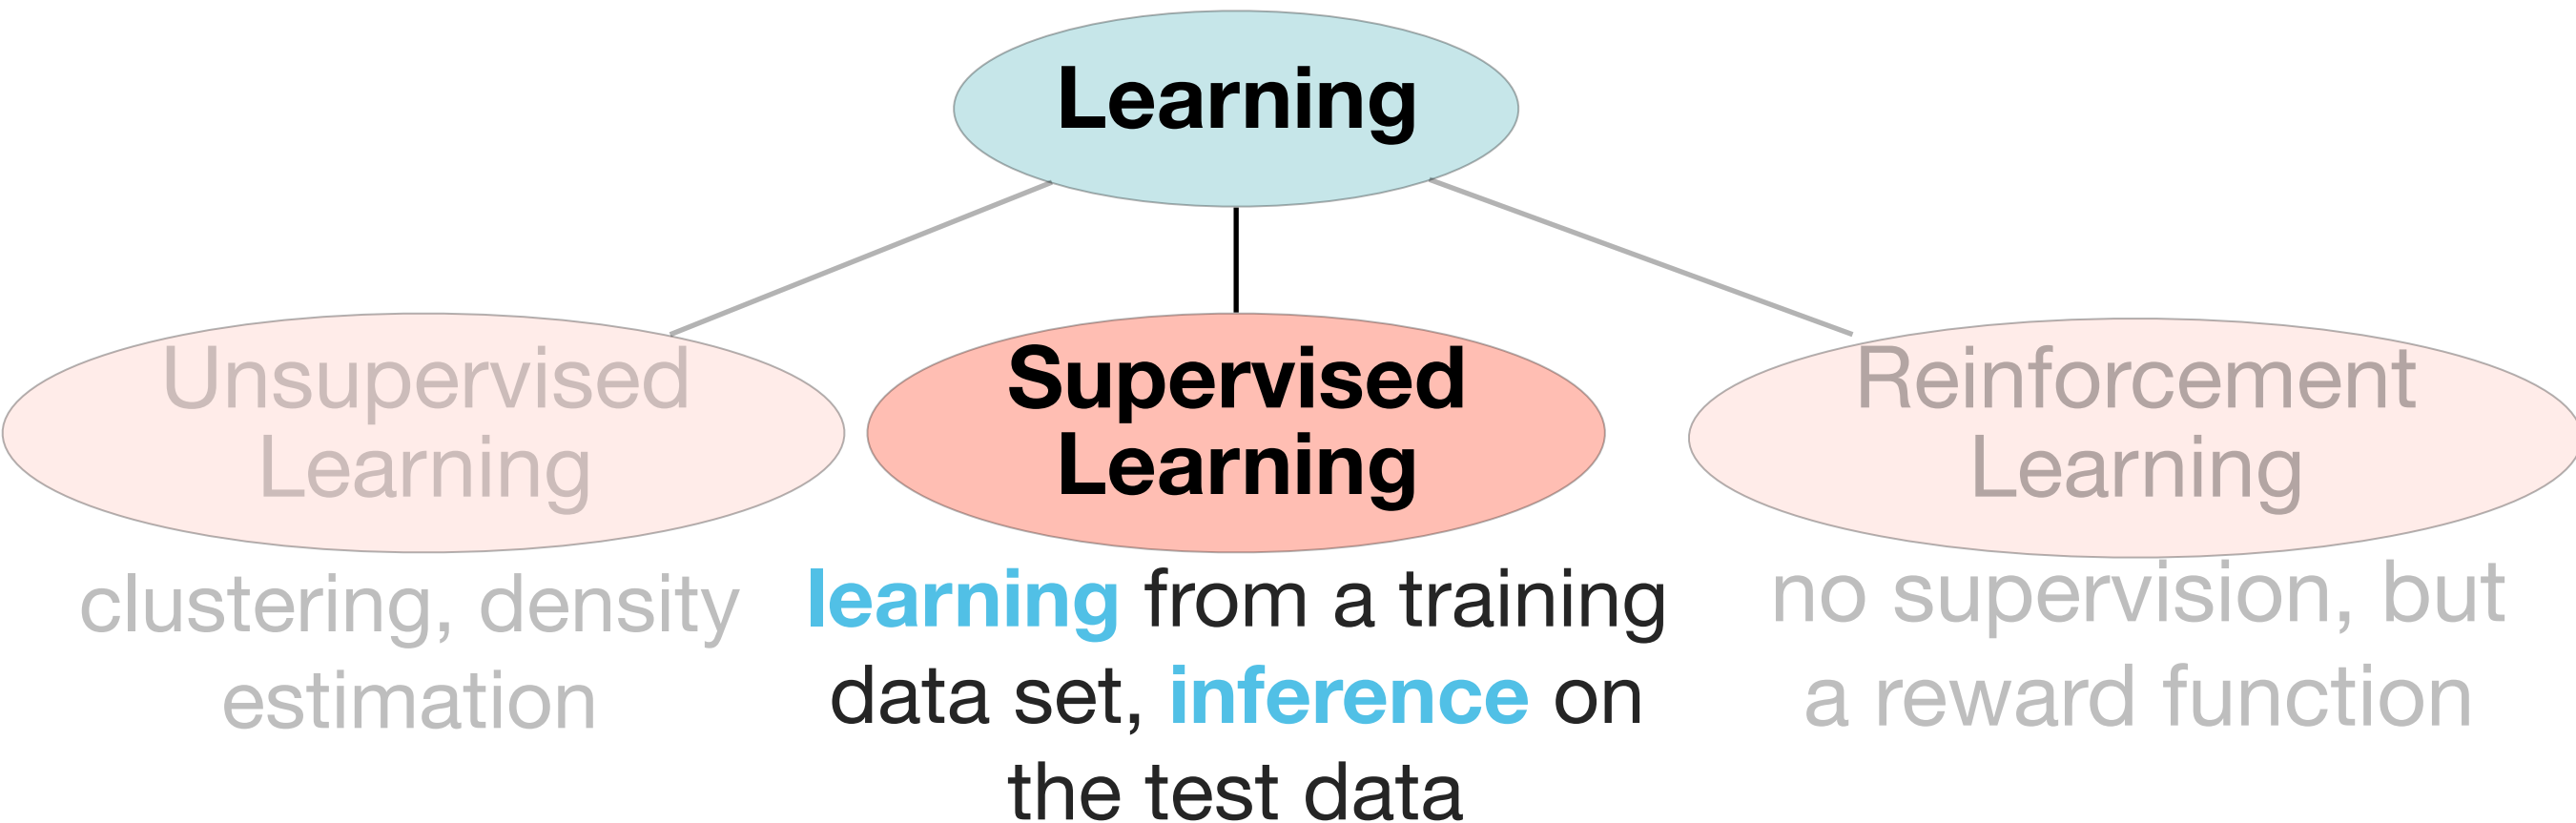 Learning
Unsupervised
Learning
clustering, density
estimation
Supervised
Learning
learning from a training
data set, inference on
the test data
Reinforcement
Learning
no supervision, but
a reward function